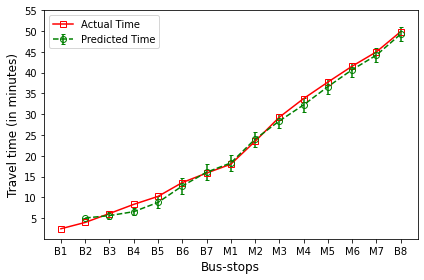 Actual Time
Predicted Time
55
50
45
40
35
30
25
20
15
10
5
Travel time (in minutes)
B1 B2 B3 B4 B5 B6 B7 M1 M2 M3 M4 M5 M6 M7 B8
Bus-stops